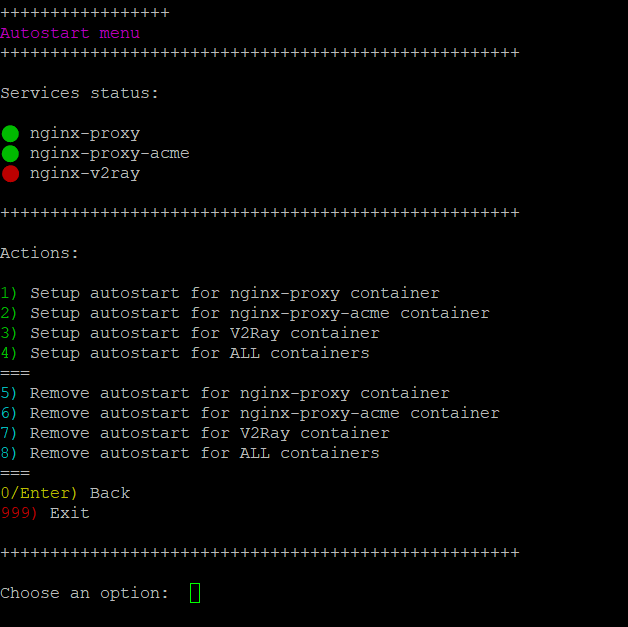 +++++++++++++++++
Autostart menu
++++++++++++++++++++++++++++++++++++++++++++++++++++
Services status:
nginx-proxy
nginx-proxy-acme
nginx-v2ray
++++++++++++++++++++++++++++++++++++++++++++++++++++
Actions:
1) Setup autostart for nginx-proxy container
2) Setup autostart for nginx-proxy-acme container
3) Setup autostart for V2Ray container
4) Setup autostart for ALL containers
===
5) Remove autostart for nginx-proxy container
6) Remove autostart for nginx-proxy-acme container
7) Remove autostart for V2Ray container
8) Remove autostart for ALL containers
===
0/Enter) Back
999) Exit
++++++++++++++++++++++++++++++++++++++++++++++++++++
Choose an option: